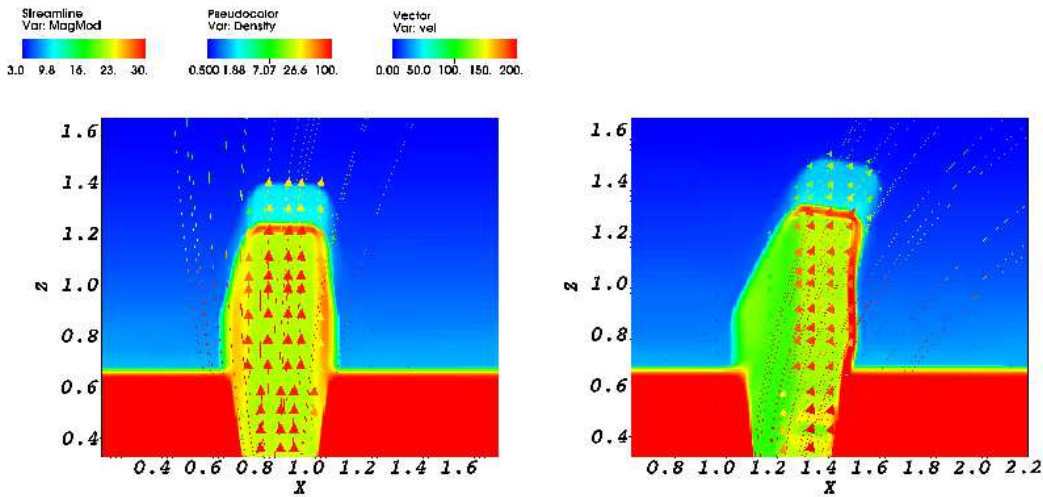 Streamline
Var: MagMod
3.0 9.8 16. 23. 30.
Pseudocolor
Var: Density
0.500 1.88 7.07 26.6 100.
Vector
Var: vel
0.00 50.0 100. 150. 200.
1.6
1.4
1.2
1.0
0.8
0.6
0.4
Z
0.4 0.6 0.8 1.0 1.2 1.4 1.6
X
1.6
1.4
1.2
1.0
0.8
0.6
0.4
Z
0.8 1.0 1.2 1.4 1.6 1.8 2.0 2.2
X